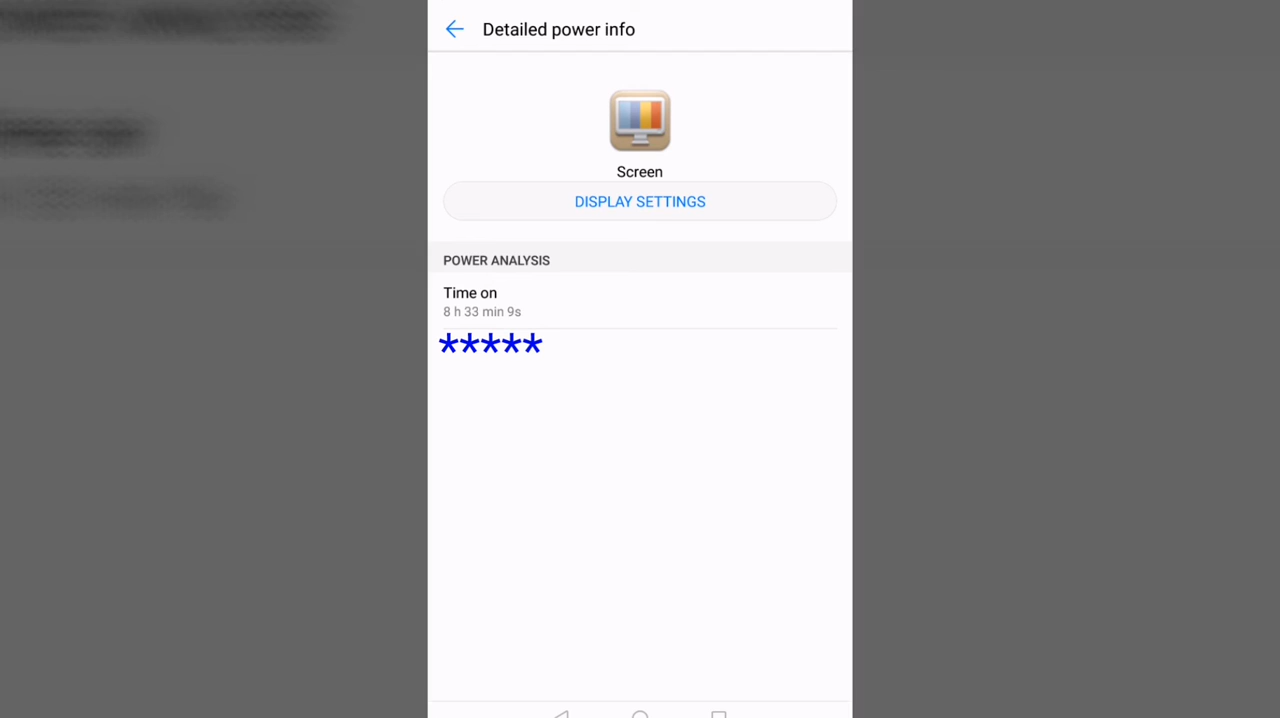 Detailed power info
Screen
DISPLAY SETTINGS
POWER ANALYSIS
Time on
8 h 33 min 9s
*****